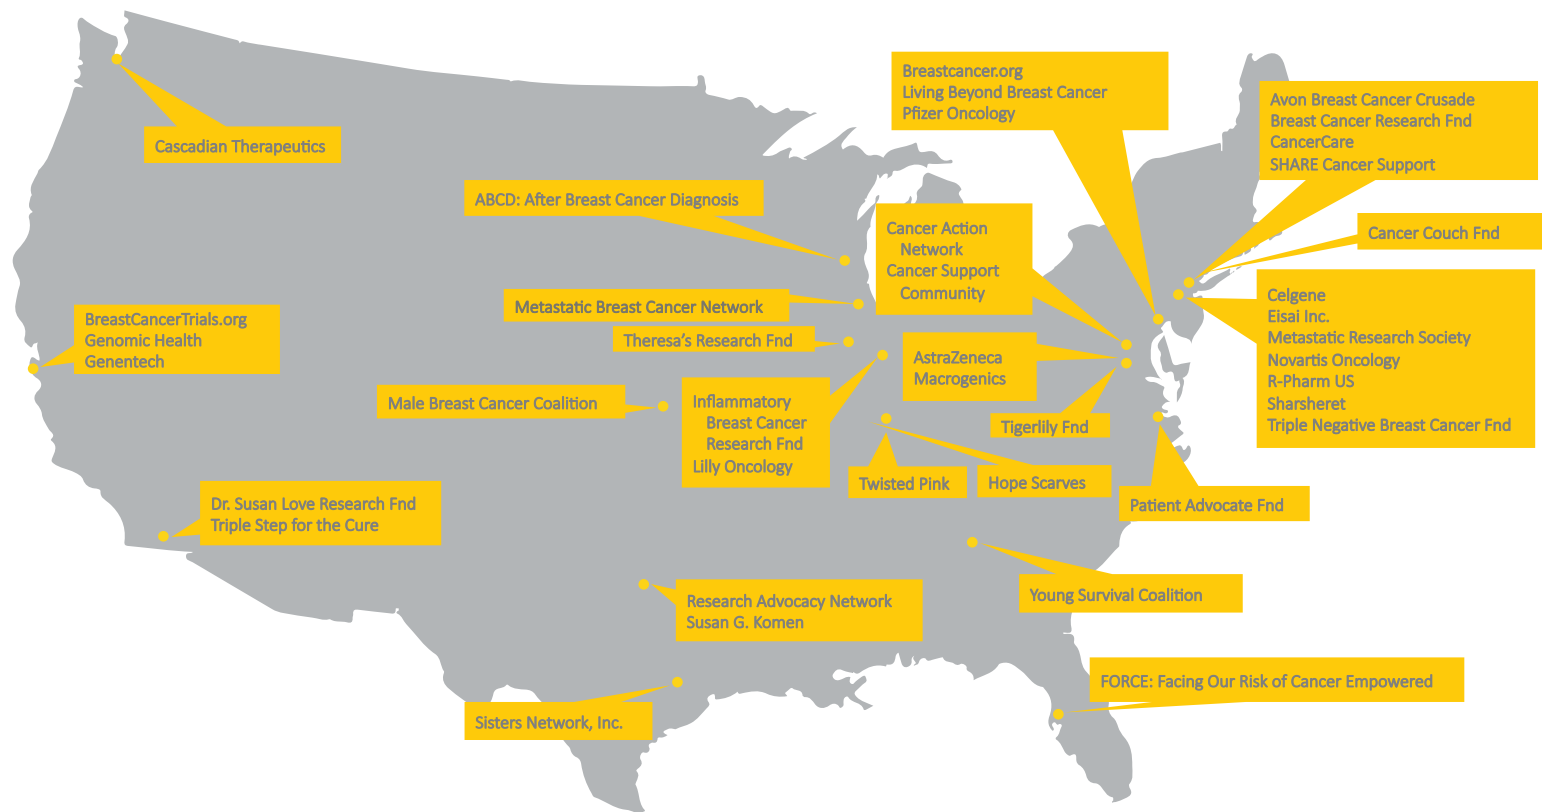 Breastcancer.org
Living Beyond Breast Cancer
Pfizer Oncology
Avon Breast Cancer Crusade
Breast Cancer Research Fnd
CancerCare
SHARE Cancer Support
Cascadian Therapeutics
ABCD: After Breast Cancer Diagnosis
Cancer Action
Network
Cancer Support
Community
Cancer Couch Fnd
Metastatic Breast Cancer Network
Celgene
Eisai Inc.
Metastatic Research Society
Novartis Oncology
R-Pharm US
Sharsheret
Triple Negative Breast Cancer Fnd
BreastCancerTrials.org
Genomic Health
Genentech
Theresa's Research Fnd
AstraZeneca
Macrogenics
Male Breast Cancer Coalition
Inflammatory
Breast Cancer
Research Fnd
Lilly Oncology
Tigerlily Fnd
Twisted Pink
Hope Scarves
Patient Advocate Fnd
Dr. Susan Love Research Fnd
Triple Step for the Cure
Research Advocacy Network
Susan G. Komen
Young Survival Coalition
FORCE: Facing Our Risk of Cancer Empowered
Sisters Network, Inc.